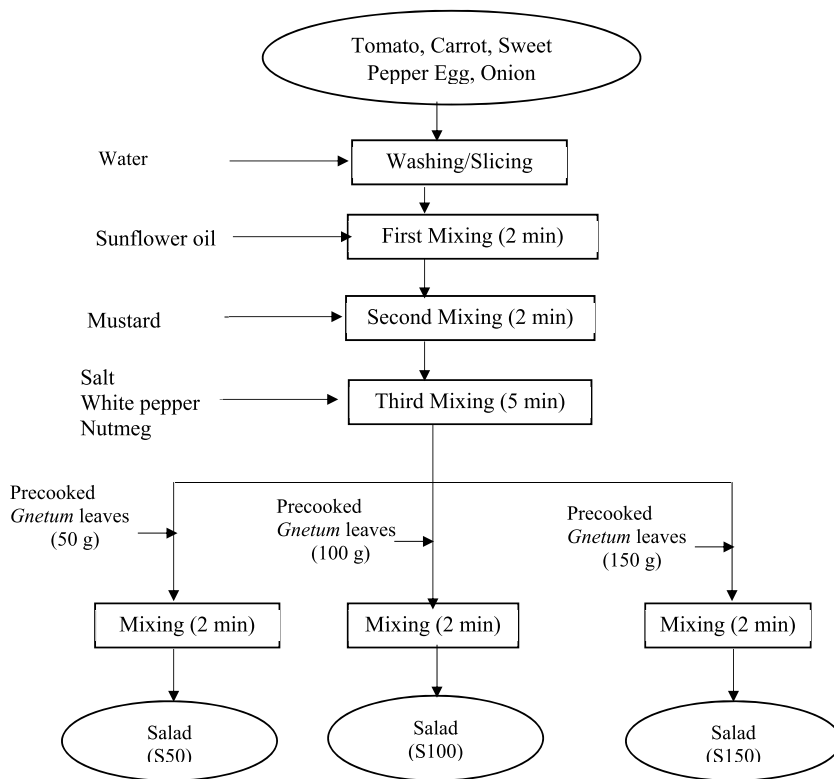 Tomato, Carrot, Sweet
Pepper Egg, Onion
Water
Washing/Slicing
Sunflower oil
First Mixing (2 min)
Mustard
Second Mixing (2 min)
Salt
White pepper
Nutmeg
Third Mixing (5 min)
Precooked
Gnetum leaves
(50 g)
Precooked
Gnetum leaves
(100 g)
Precooked
Gnetum leaves
(150 g)
Mixing (2 min)
Mixing (2 min)
Mixing (2 min)
Salad
(S50)
Salad
(S100)
Salad
(S150)